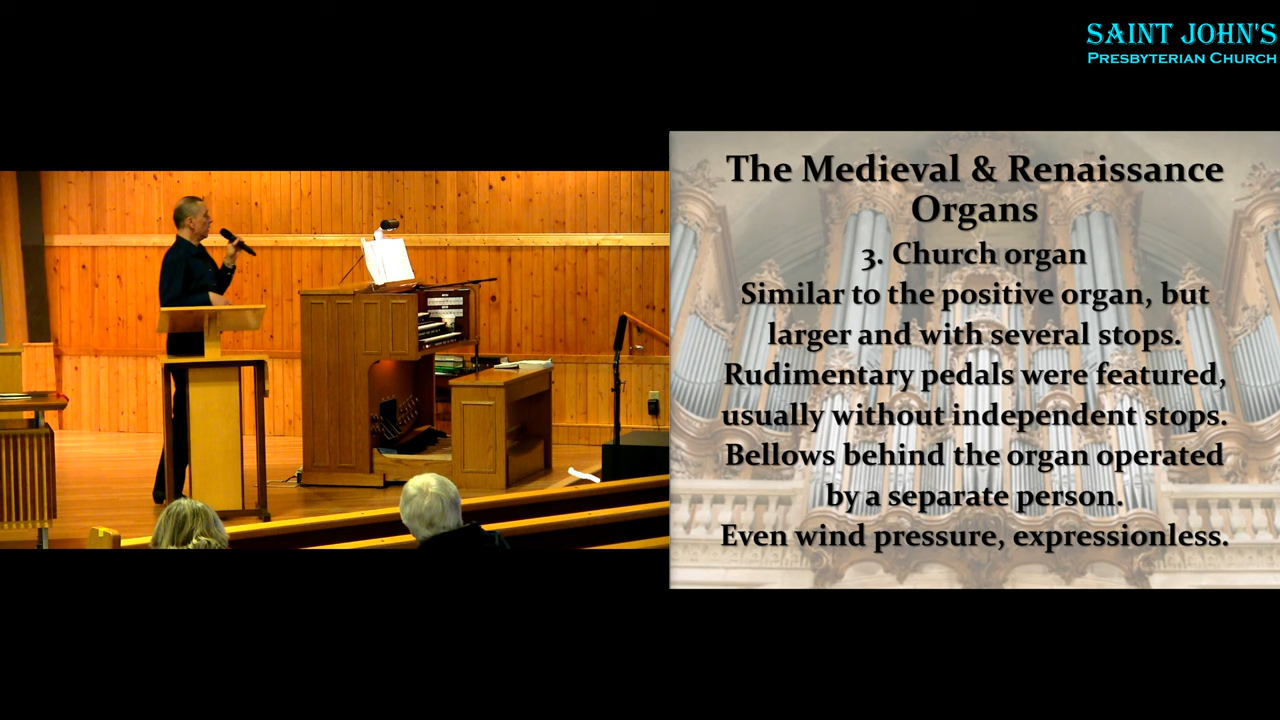 SAINT JOHN'S
PRESBYTERIAN CHURCH
The Medieval & Renaissance
Organs
3. Church organ
Similar to the positive organ, but
larger and with several stops.
Rudimentary pedals were featured,
usually without independent stops.
Bellows behind the organ operated
by a separate person.
Even wind pressure, expressionless.